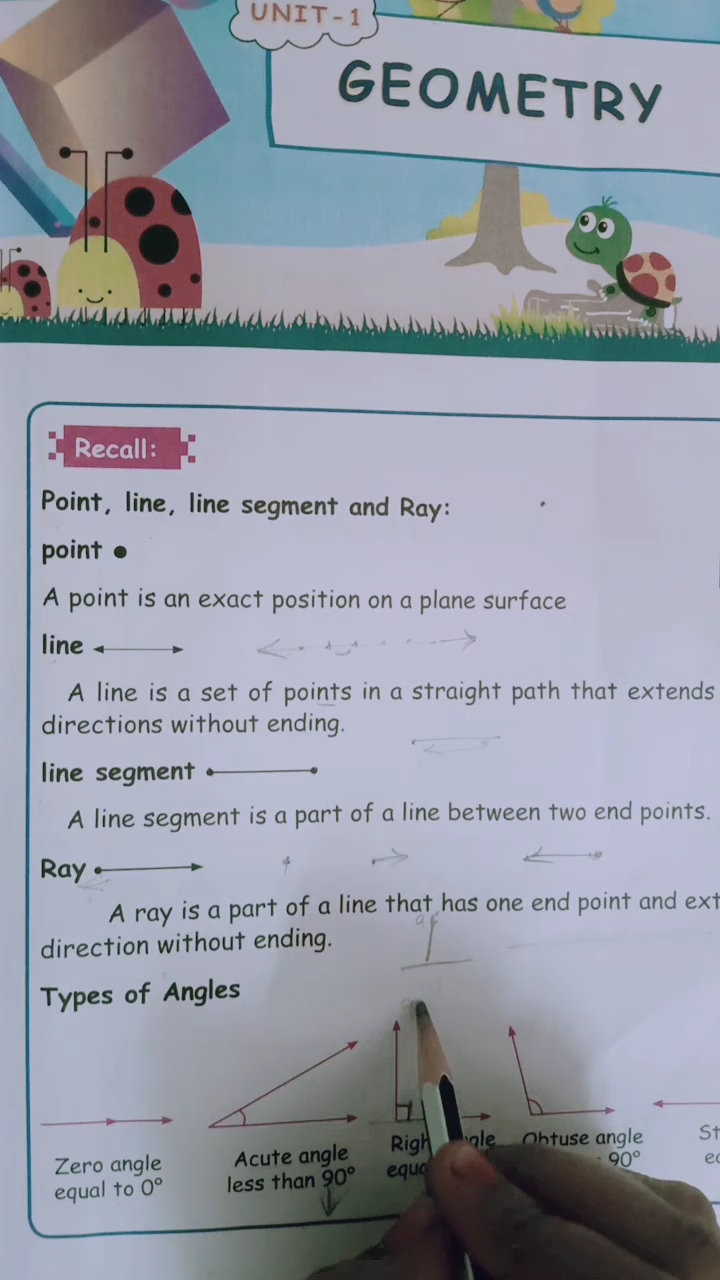 UNIT-1
GEOMETRY
Recall:
Point, line, line segment and Ray:
point
A point is an exact position on a plane surface
line
A line is a set of points in a straight path that extends
directions without ending.
line segment
A line segment is a part of a line between two end points.
Ray
A ray is a part of a line that has one end point and
direction without ending.
Types of Angles
Zero angle
equal to 0°
Acute angle
less than 90°
Obtuse angle
90°